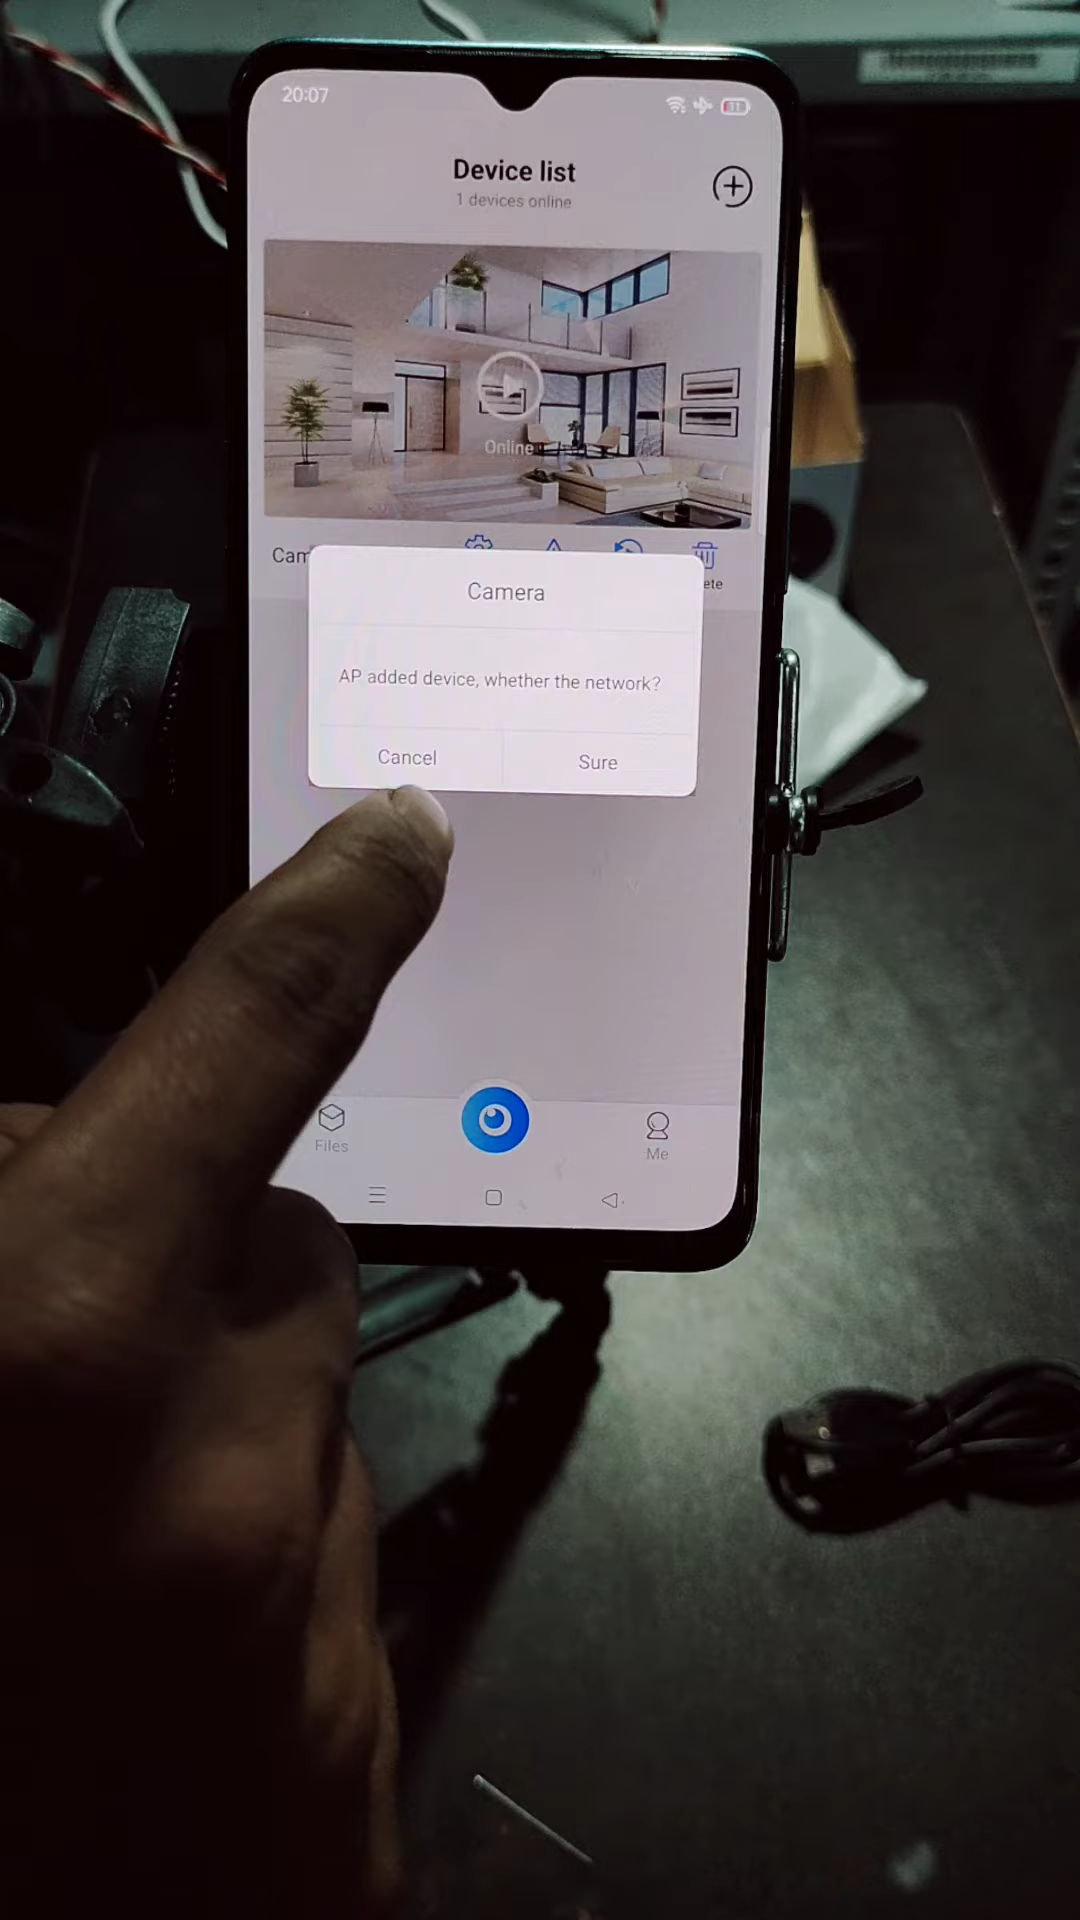 20:07
11
Device list
1 devices online
Online
Cam
ete
Camera
AP added device, whether the network?
Cancel
Sure
Files
Me